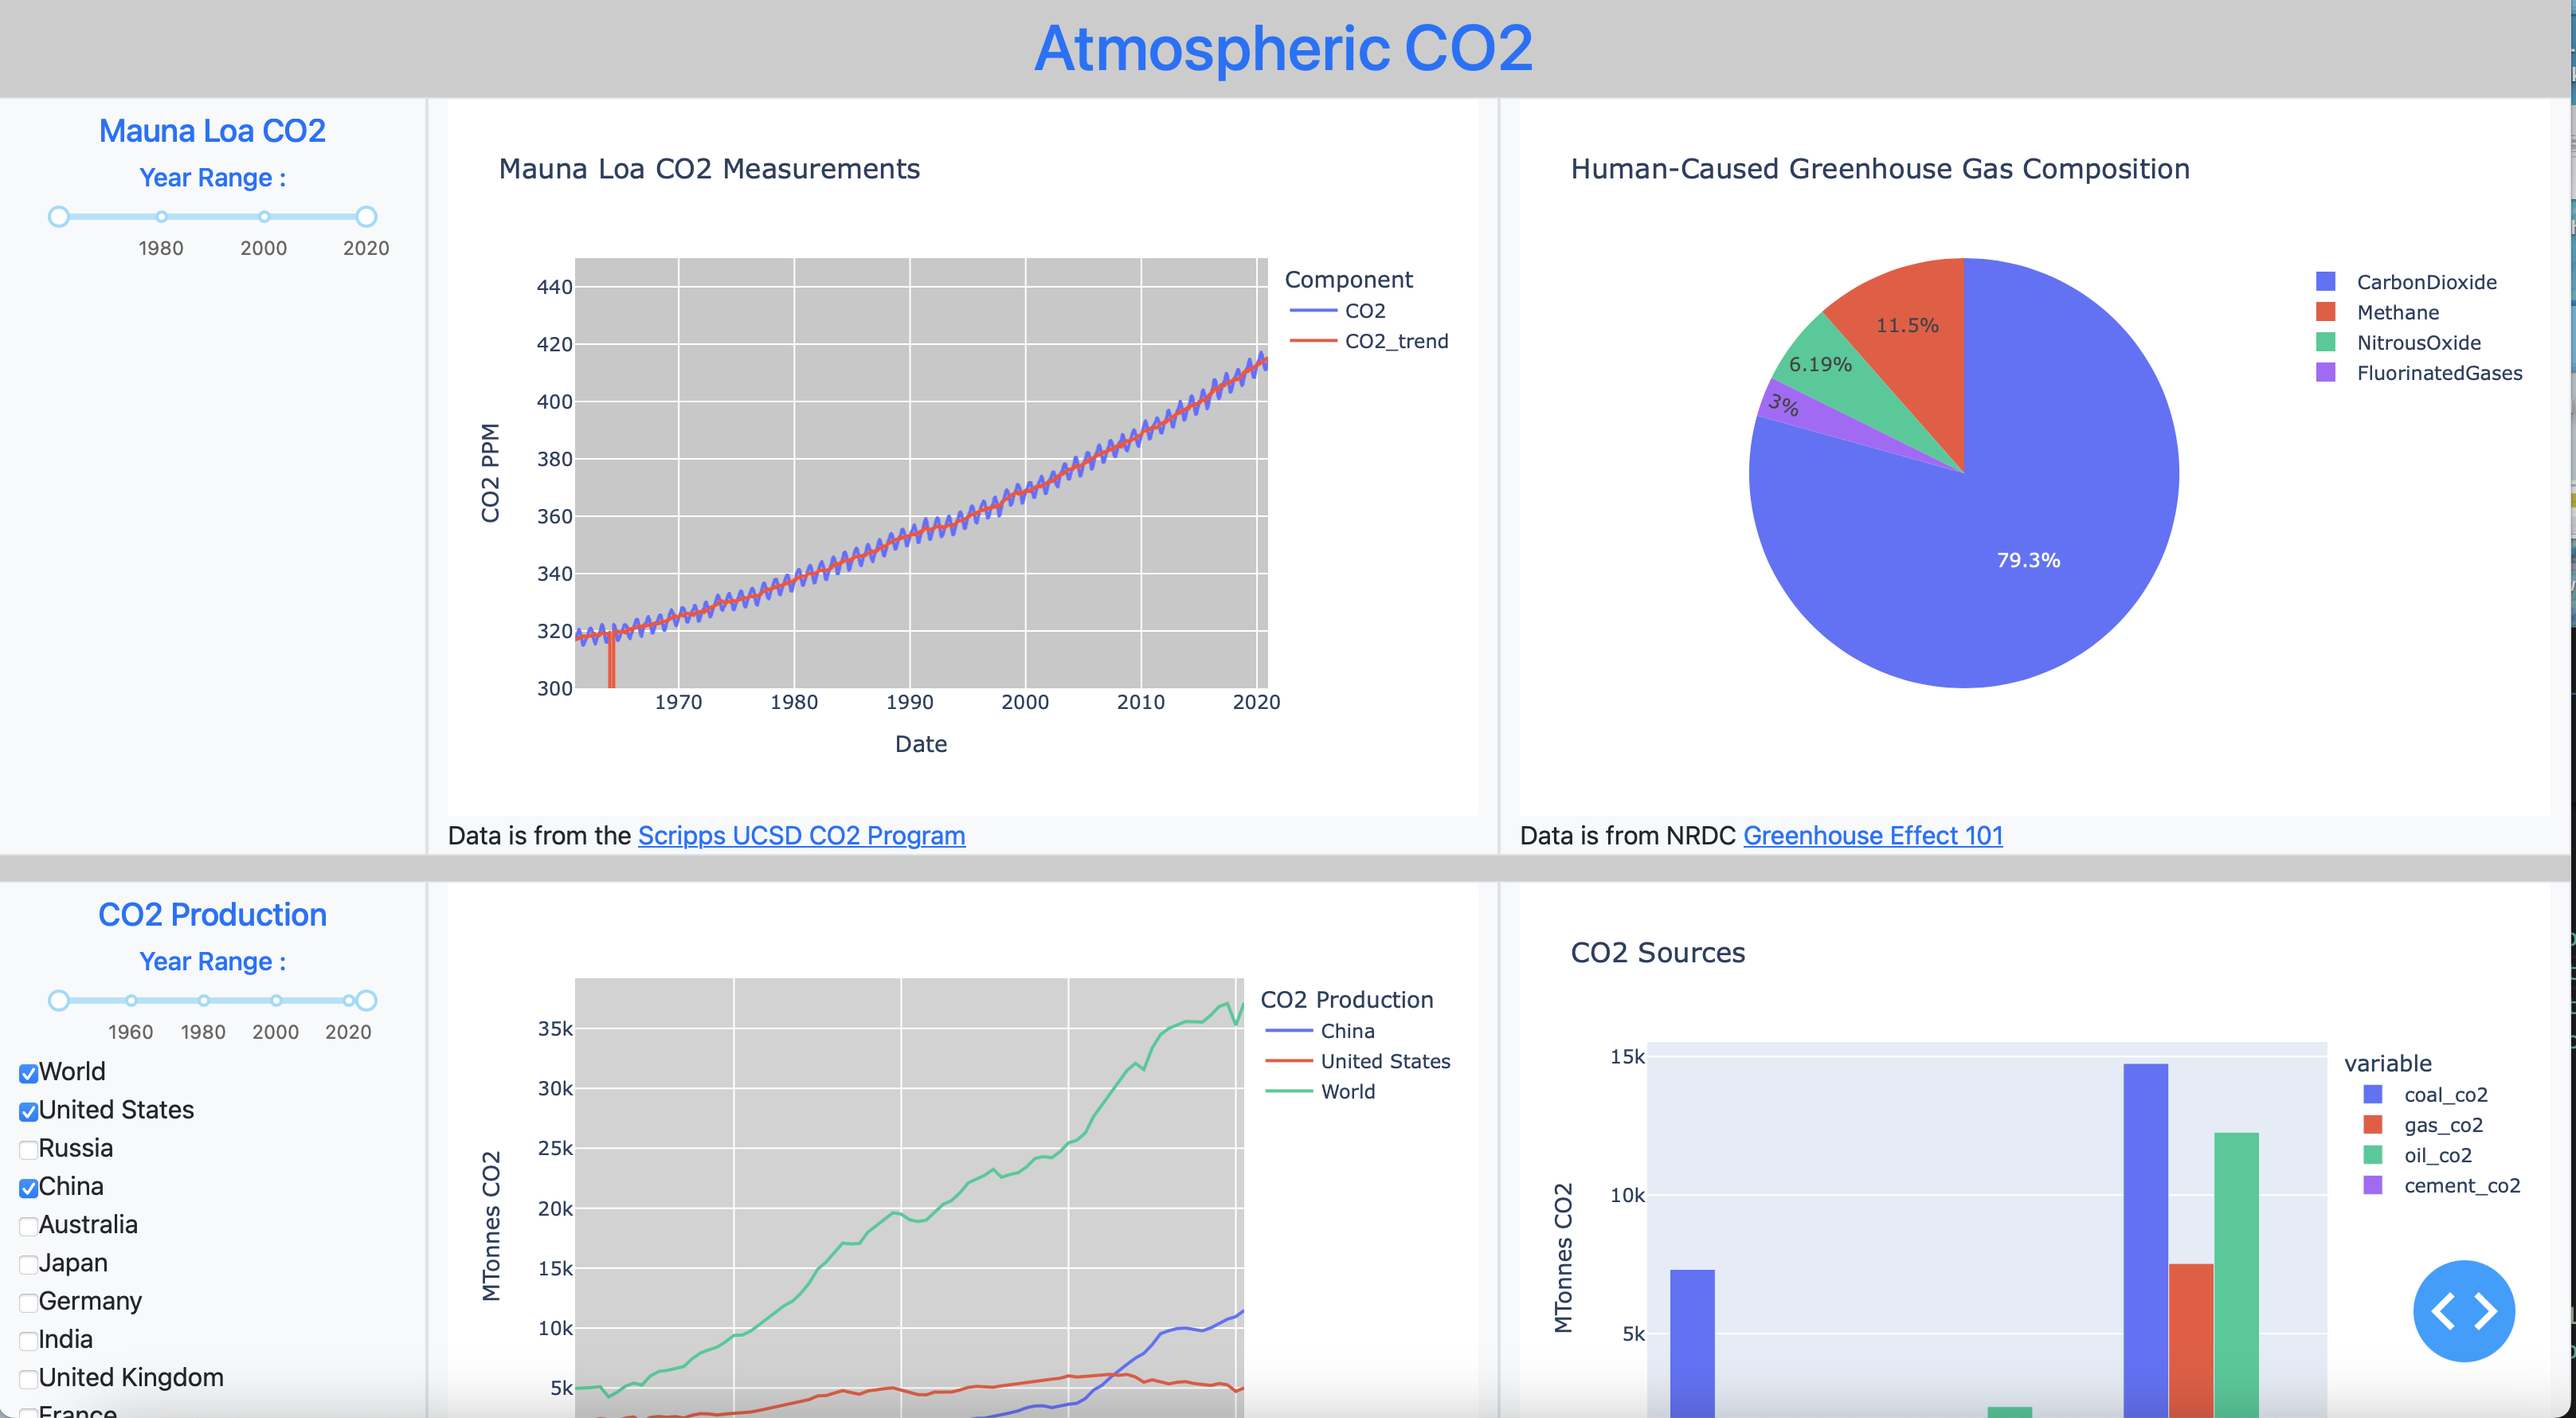 Atmospheric CO2
Mauna Loa CO2
Year Range :
1980 2000 2020
Mauna Loa CO2 Measurements
440
420
400
380
360
340
320
300
CO2 PPM
1970 1980 1990 2000 2010 2020
Date
Component
CO2
CO2_trend
Data is from the Scripps UCSD CO2 Program
Human-Caused Greenhouse Gas Composition
11.5%
6.19%
3%
79.3%
CarbonDioxide
Methane
NitrousOxide
FluorinatedGases
Data is from NRDC Greenhouse Effect 101
CO2 Production
Year Range :
1960 1980 2000 2020
World
United States
Russia
China
Australia
Japan
Germany
India
United Kingdom
France
35k
30k
25k
20k
15k
10k
5k
MTonnes CO2
CO2 Production
China
United States
World
CO2 Sources
15k
10k
5k
MTonnes CO2
variable
coal_co2
gas_co2
oil_co2
cement_co2